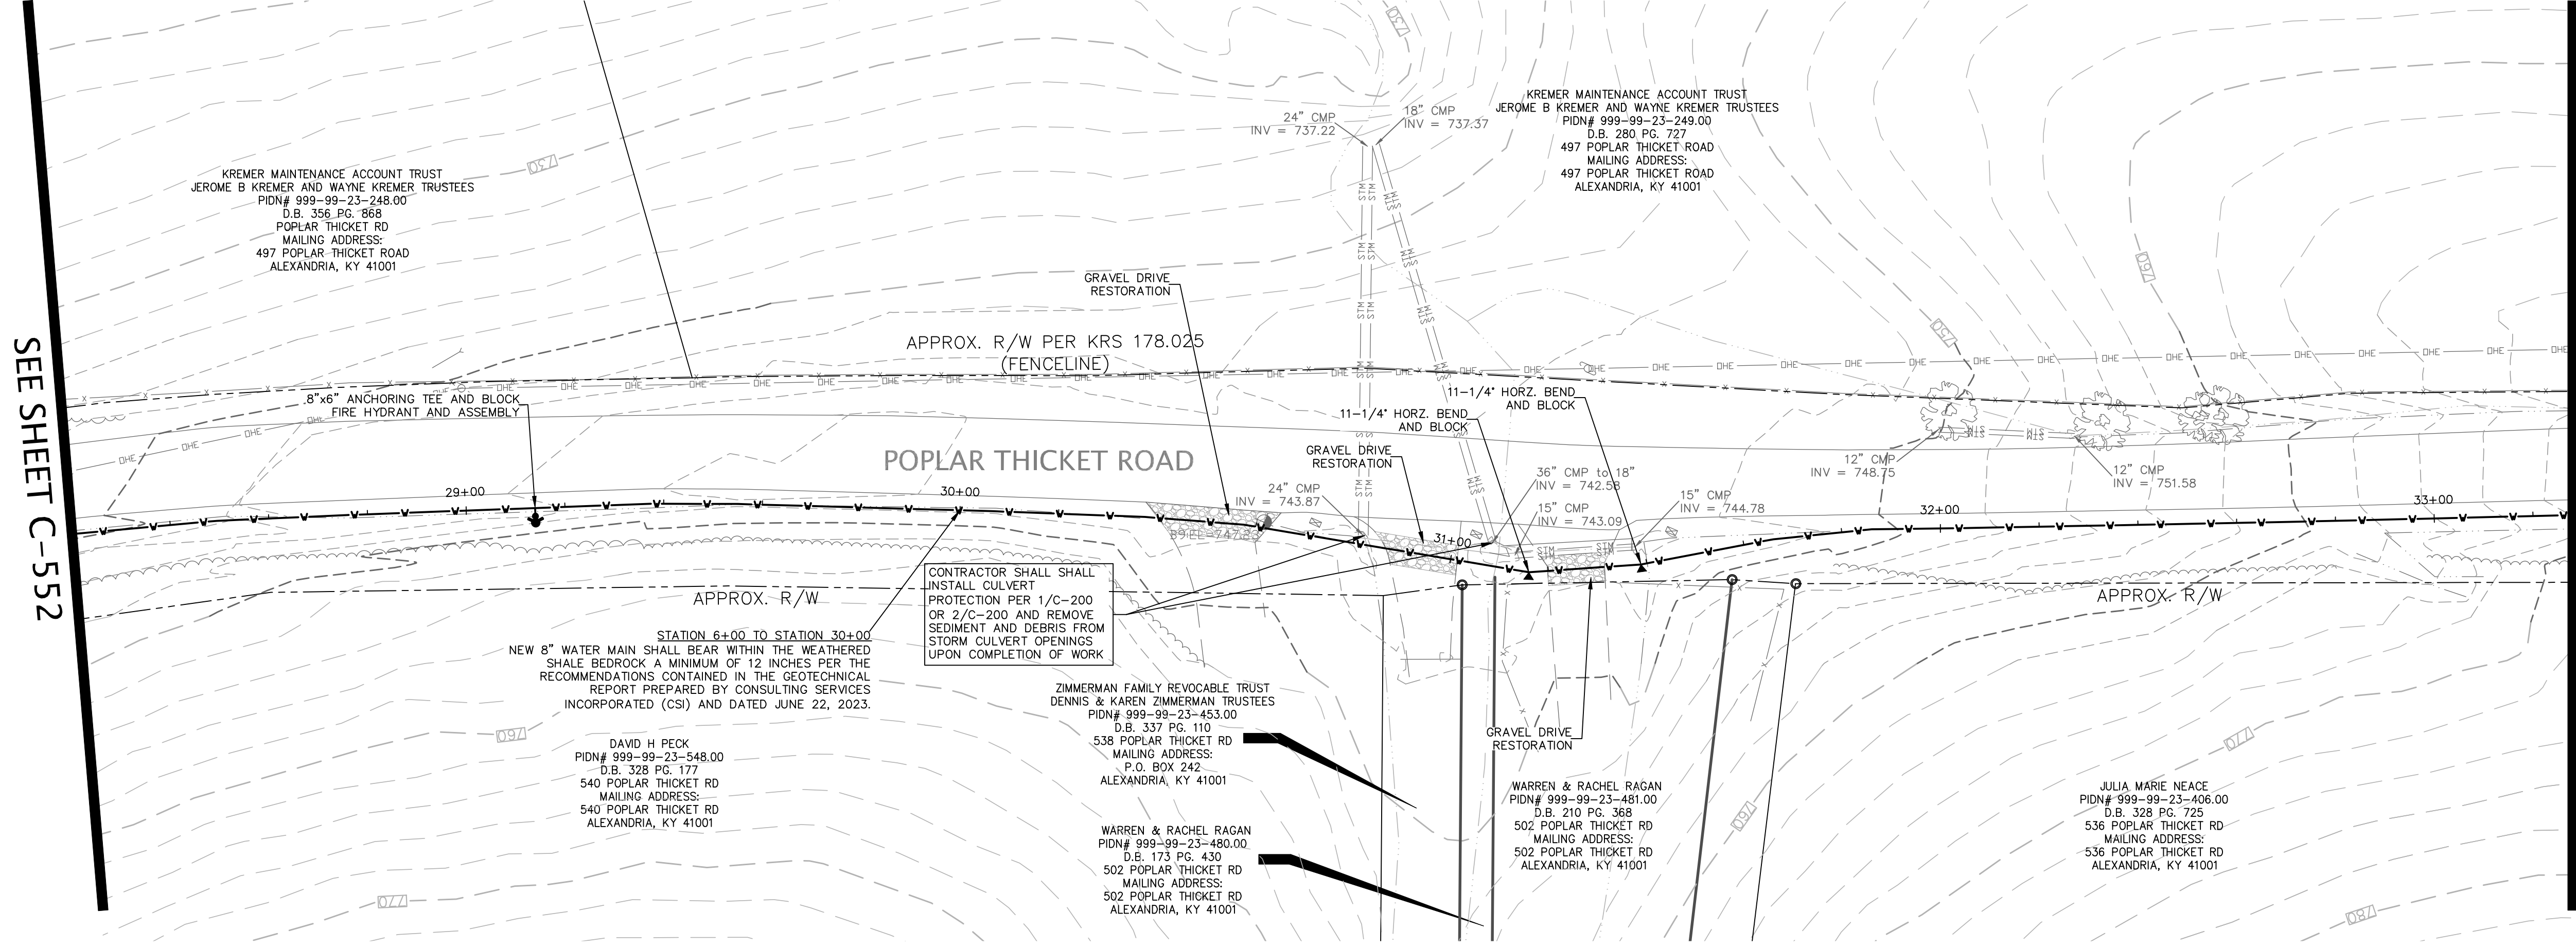 SEE SHEET C-552
KREMER MAINTENANCE ACCOUNT TRUST
JEROME B KREMER AND WAYNE KREMER TRUSTEES
PIDN# 999-99-23-248.00
D.B. 356 PG. 868
POPLAR THICKET RD
MAILING ADDRESS:
497 POPLAR THICKET ROAD
ALEXANDRIA, KY 41001
730
730
24" CMP
INV = 737.22
18" CMP
INV = 737.37
KREMER MAINTENANCE ACCOUNT TRUST
JEROME B KREMER AND WAYNE KREMER TRUSTEES
PIDN# 999-99-23-249.00
D.B. 280 PG. 727
497 POPLAR THICKET ROAD
MAILING ADDRESS:
497 POPLAR THICKET ROAD
ALEXANDRIA, KY 41001
750
760
GRAVEL DRIVE
RESTORATION
APPROX. R/W PER KRS 178.025
(FENCELINE)
8"x6" ANCHORING TEE AND BLOCK
FIRE HYDRANT AND ASSEMBLY
11-1/4° HORZ. BEND
AND BLOCK
11-1/4° HORZ. BEND
AND BLOCK
POPLAR THICKET ROAD
GRAVEL DRIVE
RESTORATION
24" CMP
INV = 743.87
36" CMP to 18"
INV = 742.58
15" CMP
INV = 743.09
15" CMP
INV = 744.78
12" CMP
INV = 748.75
12" CMP
INV = 751.58
29+00
30+00
31+00
32+00
33+00
OHE
STM
CONTRACTOR SHALL SHALL
INSTALL CULVERT
PROTECTION PER 1/C-200
OR 2/C-200 AND REMOVE
SEDIMENT AND DEBRIS FROM
STORM CULVERT OPENINGS
UPON COMPLETION OF WORK
APPROX. R/W
APPROX. R/W
STATION 6+00 TO STATION 30+00
NEW 8" WATER MAIN SHALL BEAR WITHIN THE WEATHERED
SHALE BEDROCK A MINIMUM OF 12 INCHES PER THE
RECOMMENDATIONS CONTAINED IN THE GEOTECHNICAL
REPORT PREPARED BY CONSULTING SERVICES
INCORPORATED (CSI) AND DATED JUNE 22, 2023.
760
DAVID H PECK
PIDN# 999-99-23-548.00
D.B. 328 PG. 177
540 POPLAR THICKET RD
MAILING ADDRESS:
540 POPLAR THICKET RD
ALEXANDRIA, KY 41001
770
ZIMMERMAN FAMILY REVOCABLE TRUST
DENNIS & KAREN ZIMMERMAN TRUSTEES
PIDN# 999-99-23-453.00
D.B. 337 PG. 110
538 POPLAR THICKET RD
MAILING ADDRESS:
P.O. BOX 242
ALEXANDRIA, KY 41001
WARREN & RACHEL RAGAN
PIDN# 999-99-23-480.00
D.B. 173 PG. 430
502 POPLAR THICKET RD
MAILING ADDRESS:
502 POPLAR THICKET RD
ALEXANDRIA, KY 41001
GRAVEL DRIVE
RESTORATION
WARREN & RACHEL RAGAN
PIDN# 999-99-23-481.00
D.B. 210 PG. 368
502 POPLAR THICKET RD
MAILING ADDRESS:
502 POPLAR THICKET RD
ALEXANDRIA, KY 41001
760
JULIA MARIE NEACE
PIDN# 999-99-23-406.00
D.B. 328 PG. 725
536 POPLAR THICKET RD
MAILING ADDRESS:
536 POPLAR THICKET RD
ALEXANDRIA, KY 41001
770
780